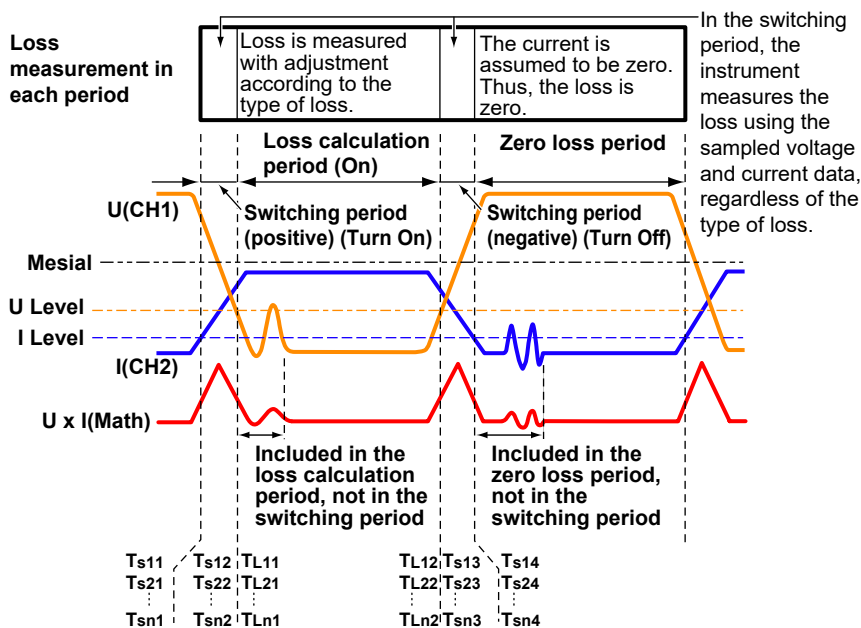 Loss
measurement in
each period
Loss is measured
with adjustment
according to the
type of loss.
The current is
assumed to be zero.
Thus, the loss is
zero.
In the switching
period, the
instrument
measures the
loss using the
sampled voltage
and current data,
regardless of the
type of loss.
Loss calculation
period (On)
Zero loss period
U(CH1)
Switching period
(positive) (Turn On)
Switching period
(negative) (Turn Off)
Mesial
U Level
I Level
I(CH2)
U x I(Math)
Included in the
loss calculation
period, not in the
switching period
Included in the
zero loss period,
not in the
switching period
Ts11 Ts12 TL11 TL12 Ts13 Ts14
Ts21 Ts22 TL21 TL22 Ts23 Ts24
Tsn1 Tsn2 TLn1 TLn2 Tsn3 Tsn4